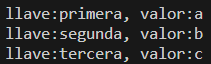 llave:primera, valor:a
llave:segunda, valor:b
llave:tercera, valor:c